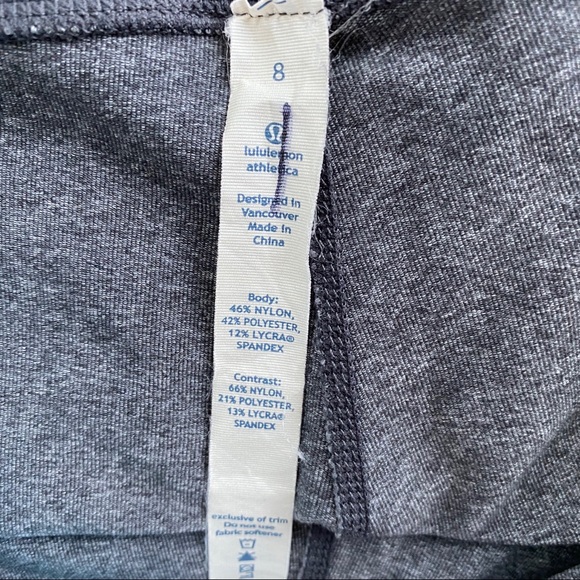 8
lululemon
athletica
Designed in
Vancouver
Made in
China
Body:
46% NYLON,
42% POLYESTER,
12% LYCRA®
SPANDEX
Contrast:
66% NYLON,
21% POLYESTER,
13% LYCRA®
SPANDEX
exclusive of trim
Do not use
fabric softener